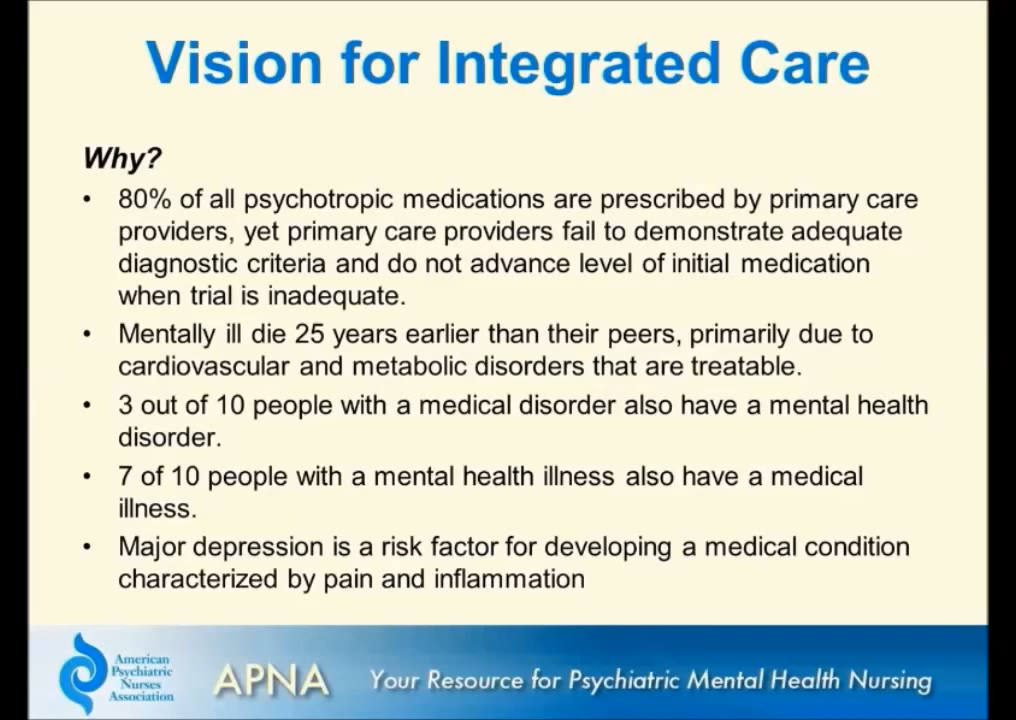 Vision for Integrated Care
Why?
• 80% of all psychotropic medications are prescribed by primary care
providers, yet primary care providers fail to demonstrate adequate
diagnostic criteria and do not advance level of initial medication
when trial is inadequate.
• Mentally ill die 25 years earlier than their peers, primarily due to
cardiovascular and metabolic disorders that are treatable.
• 3 out of 10 people with a medical disorder also have a mental health
disorder.
• 7 of 10 people with a mental health illness also have a medical
illness.
• Major depression is a risk factor for developing a medical condition
characterized by pain and inflammation
American
Psychiatric
Nurses
Association
APNA
Your Resource for Psychiatric Mental Health Nursing